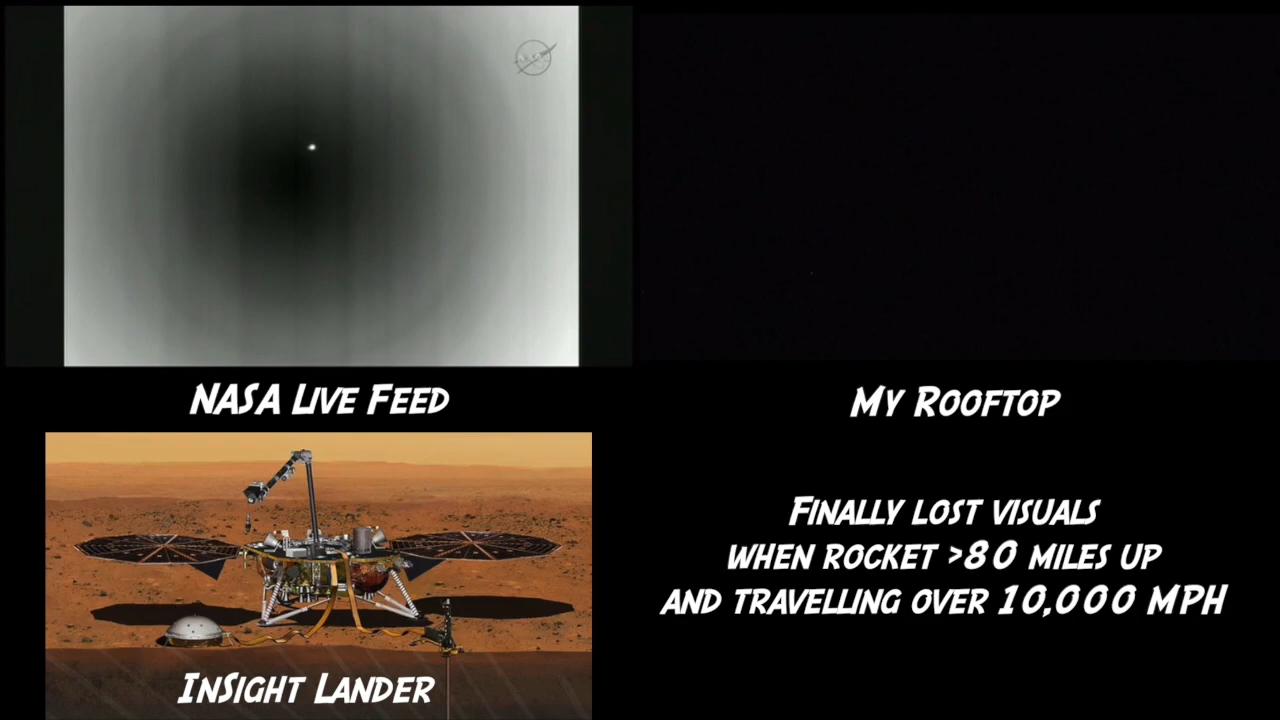 NASA
NASA Live Feed
My Rooftop
Finally lost visuals
when rocket >80 miles up
and travelling over 10,000 MPH
InSight Lander